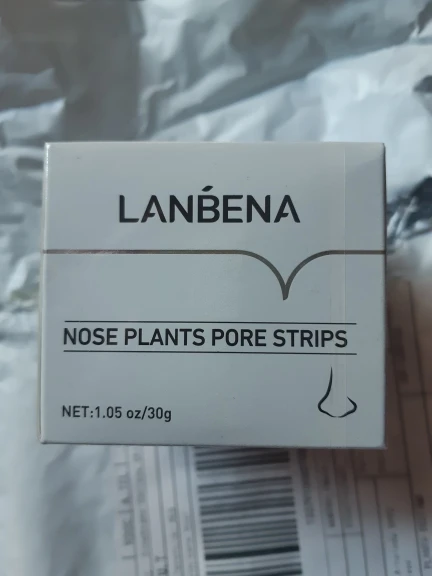 LANBENA
NOSE PLANTS PORE STRIPS
NET:1.05 oz/30g